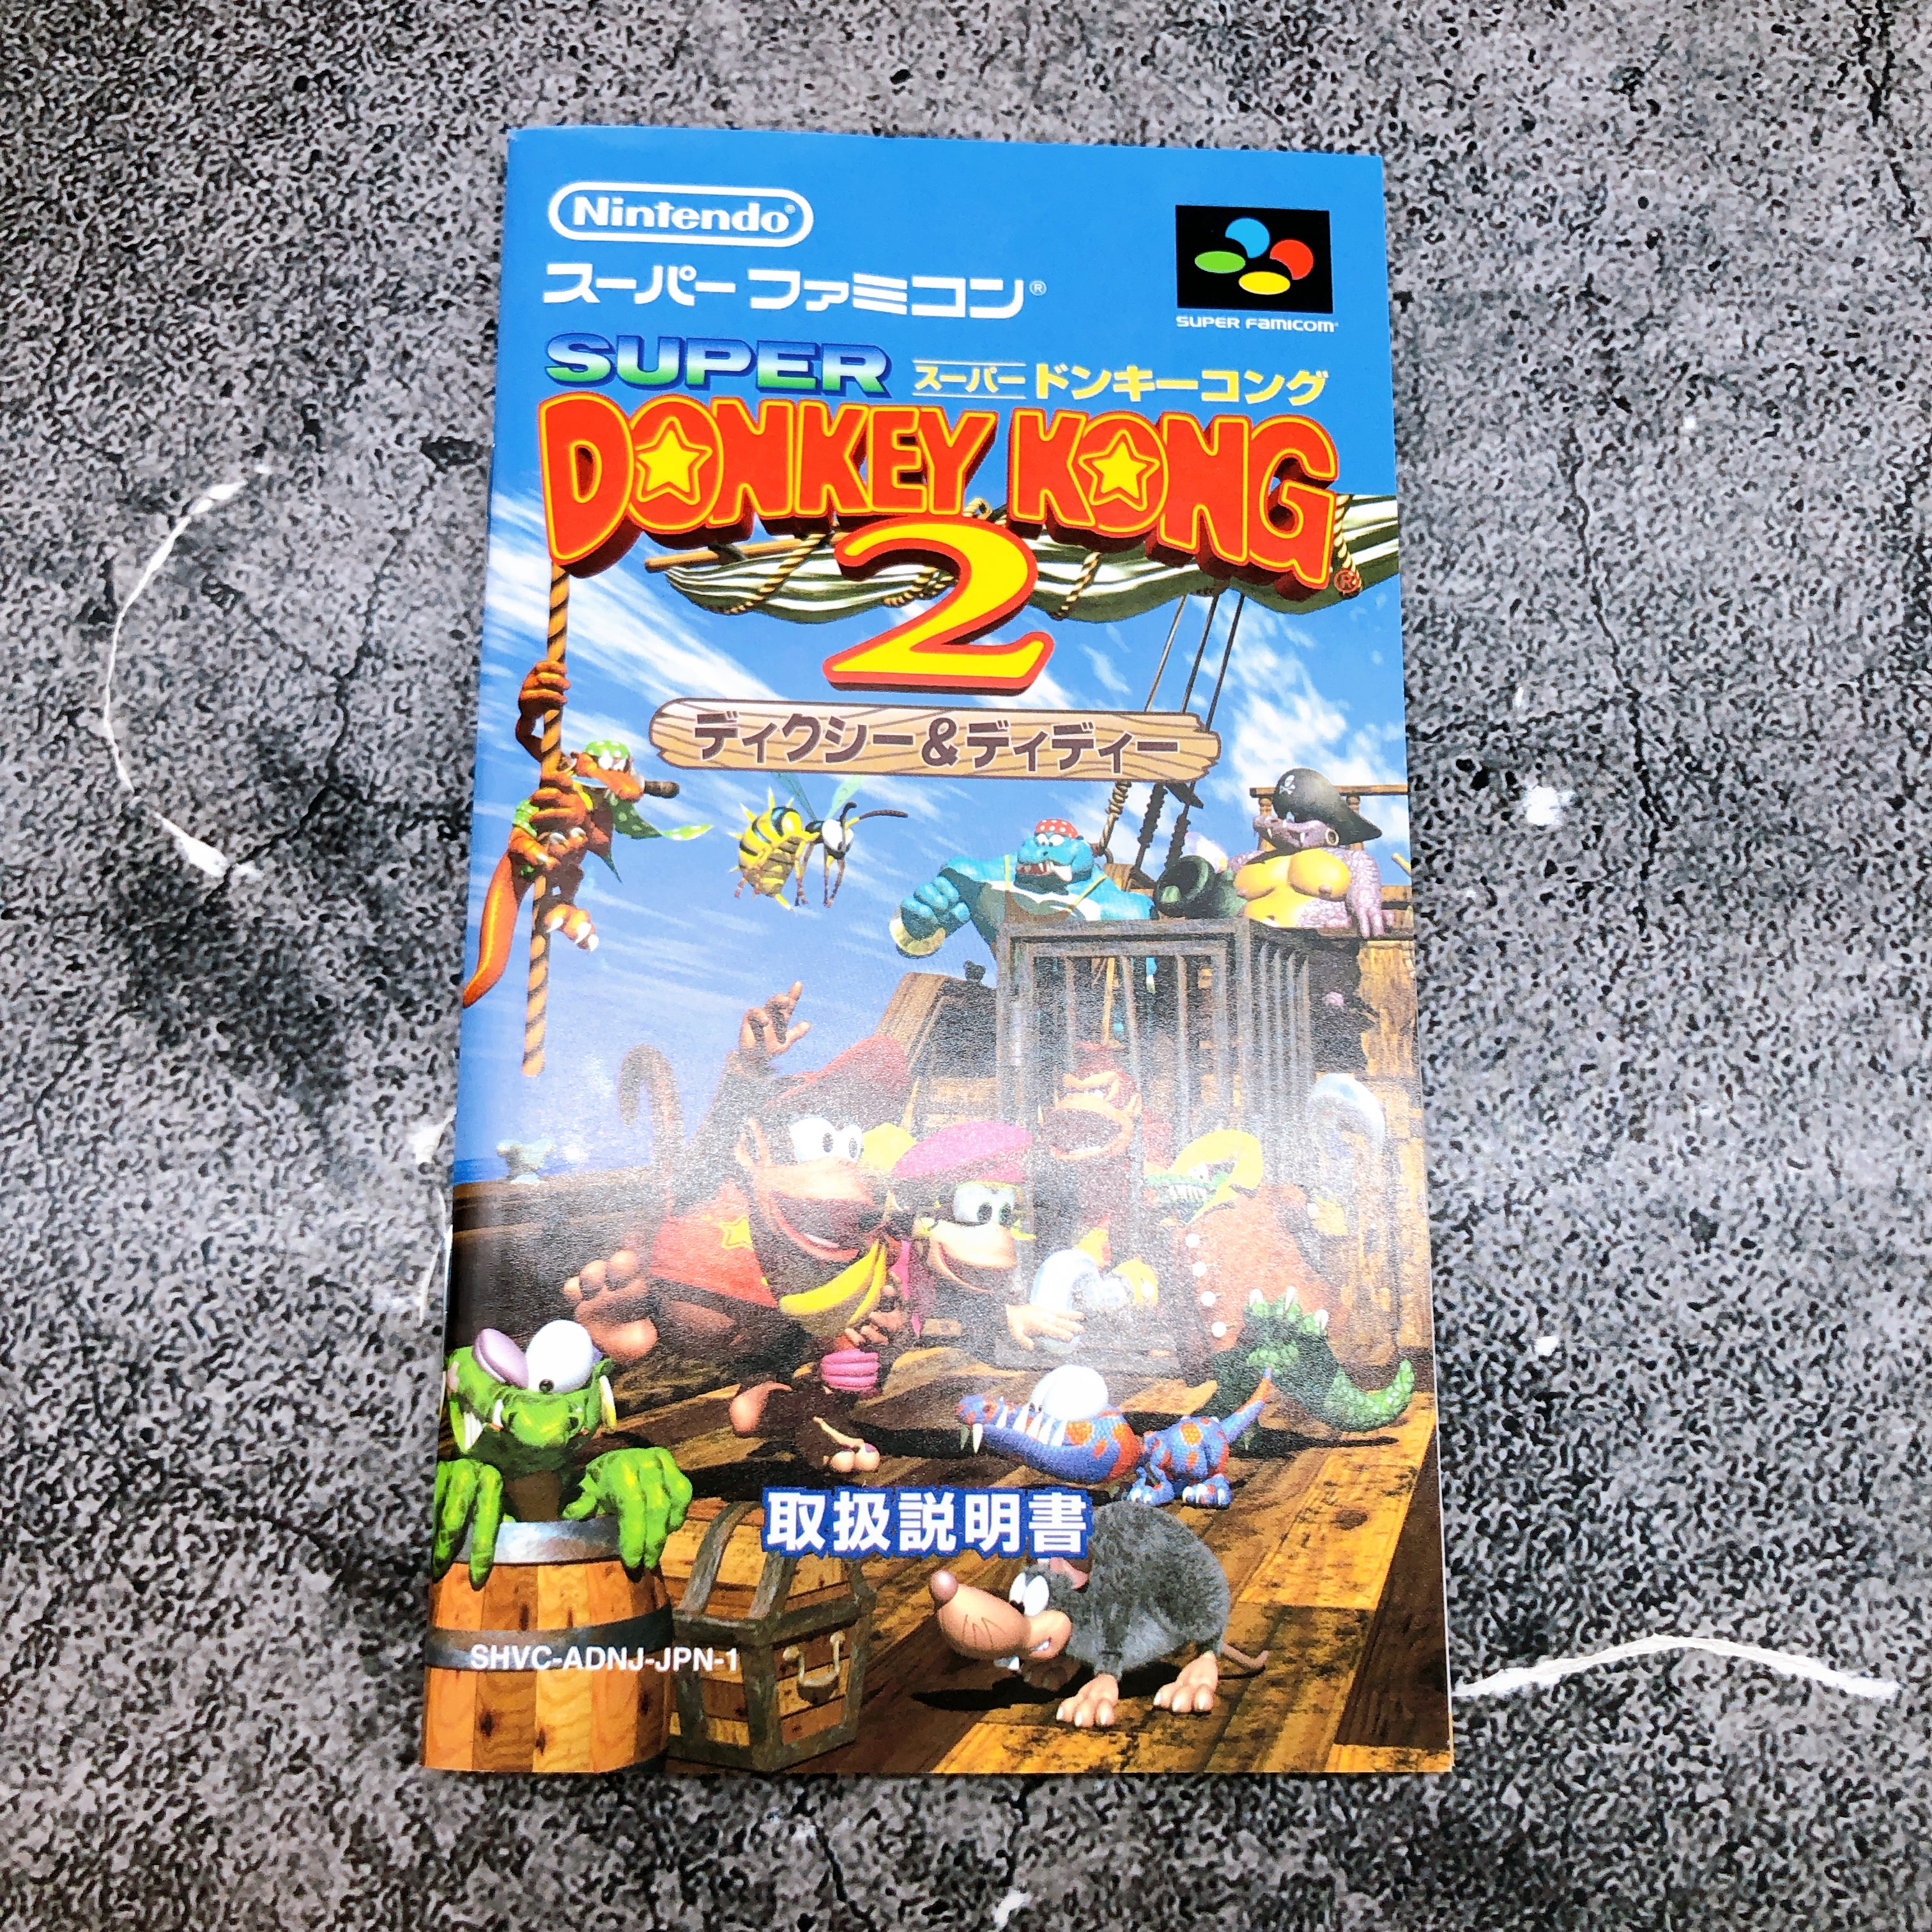 Nintendo®
スーパーファミコン®
SUPER FAMICOM
SUPER
スーパードンキーコング
DONKEY KONG
2
®
ディクシー&ディディー
取扱説明書
SHVC-ADNJ-JPN-1